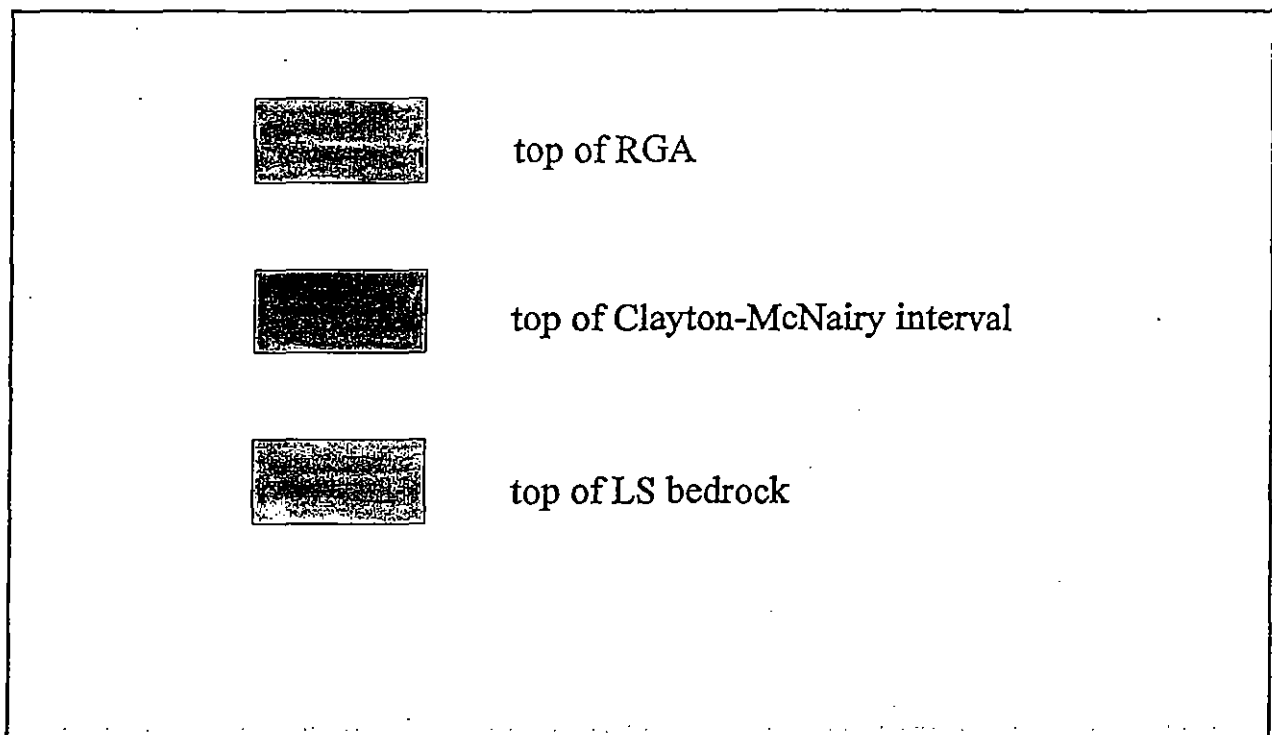 top of RGA
top of Clayton-McNairy interval
top of LS bedrock